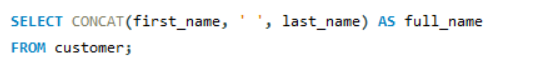 SELECT CONCAT(first_name, ' ', last_name) AS full_name
FROM customer;